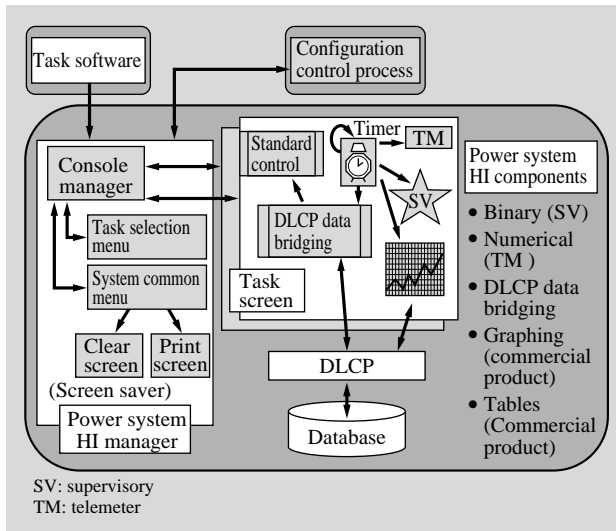 Task software
Configuration
control process
Console
manager
Task selection
menu
System common
menu
Clear
screen
Print
screen
(Screen saver)
Power system
HI manager
Standard
control
Timer
TM
SV
DLCP data
bridging
Task
screen
DLCP
Database
Power system
HI components
• Binary (SV)
• Numerical
(TM )
• DLCP data
bridging
• Graphing
(commercial
product)
• Tables
(Commercial
product)
SV: supervisory
TM: telemeter